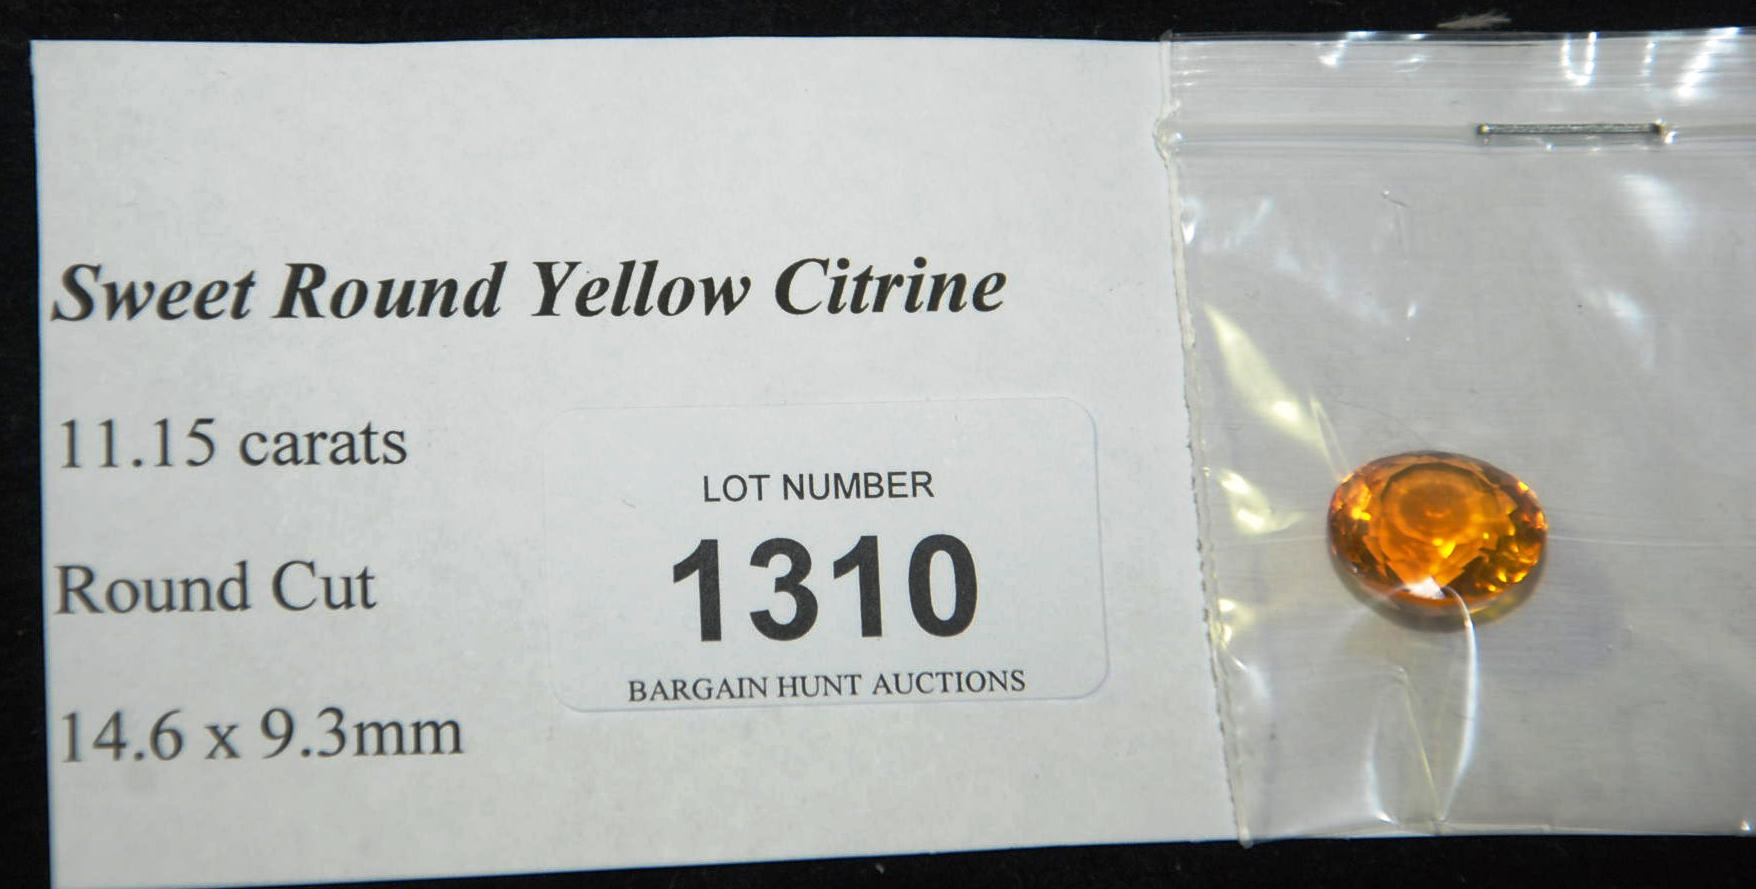 Sweet Round Yellow Citrine
11.15 carats
Round Cut
14.6 x 9.3mm
LOT NUMBER
1310
BARGAIN HUNT AUCTIONS